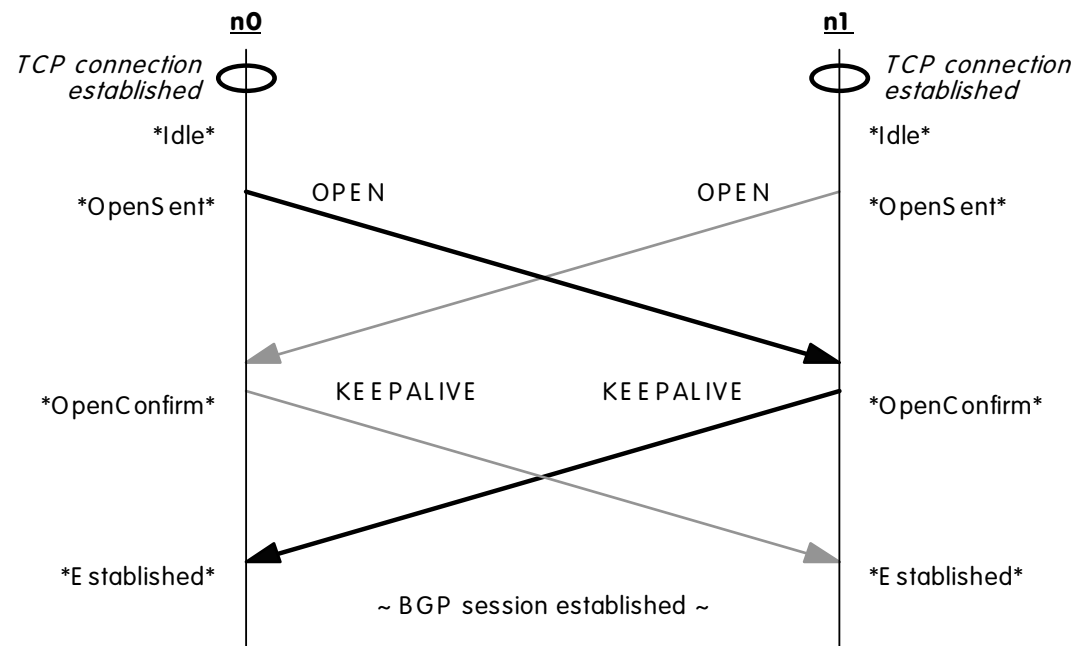 n0 n1
TCP connection TCP connection
established established
*Idle* *Idle*
OPEN OPEN
*OpenSent* *OpenSent*
KEEPALIVE KEEPALIVE
*OpenConfirm* *OpenConfirm*
*Established* *Established*
~ BGP session established ~